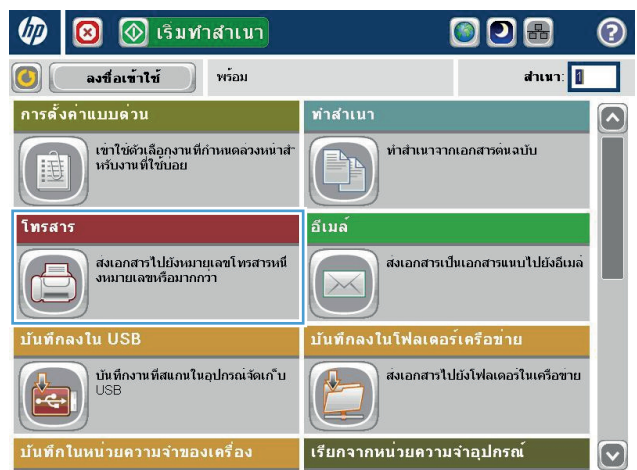 hp เริ่มทำสำเนา ?
ลงชื่อเข้าใช้ พร้อม สำเนา: 1
การตั้งค่าแบบด่วน
เข้าใช้ตัวเลือกงานที่กำหนดล่วงหน้าสำ
หรับงานที่ใช้บ่อย
ทำสำเนา
ทำสำเนาจากเอกสารต้นฉบับ
โทรสาร
ส่งเอกสารไปยังหมายเลขโทรสารหนึ่
งหมายเลขหรือมากกว่า
อีเมล์
ส่งเอกสารเป็นเอกสารแนบไปยังอีเมล์
บันทึกลงใน USB
บันทึกงานที่สแกนในอุปกรณ์จัดเก็บ
USB
บันทึกลงในโฟลเดอร์เครือข่าย
ส่งเอกสารไปยังโฟลเดอร์ในเครือข่าย
บันทึกในหน่วยความจำของเครื่อง
เรียกจากหน่วยความจำอุปกรณ์